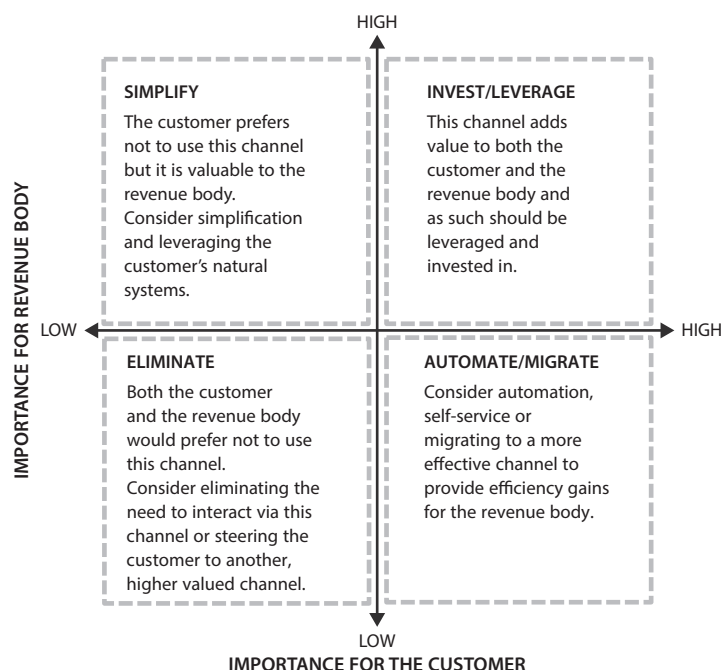 HIGH
SIMPLIFY
The customer prefers
not to use this channel
but it is valuable to the
revenue body.
Consider simplification
and leveraging the
customer's natural
systems.
INVEST/LEVERAGE
This channel adds
value to both the
customer and the
revenue body and
as such should be
leveraged and
invested in.
IMPORTANCE FOR REVENUE BODY
LOW
HIGH
ELIMINATE
Both the customer
and the revenue body
would prefer not to use
this channel.
Consider eliminating the
need to interact via this
channel or steering the
customer to another,
higher valued channel.
AUTOMATE/MIGRATE
Consider automation,
self-service or
migrating to a more
effective channel to
provide efficiency gains
for the revenue body.
LOW
IMPORTANCE FOR THE CUSTOMER